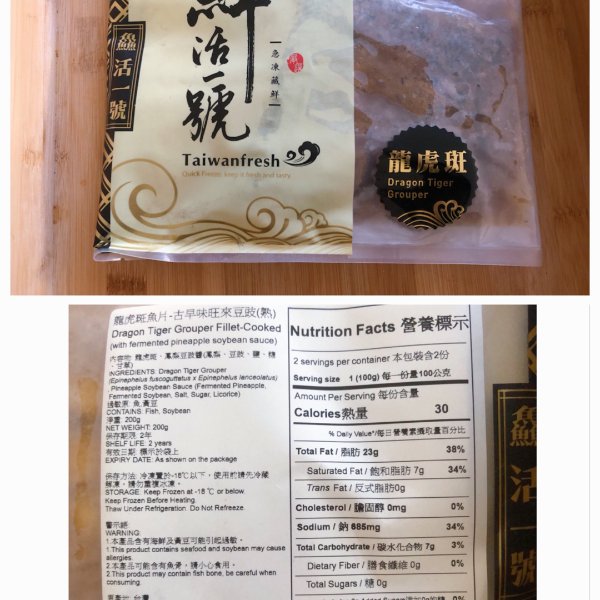 鮮活一號
急凍藏鮮
鱻活一號
Taiwanfresh
Quick Freeze, keep it fresh and tasty.
龍虎斑
Dragon Tiger
Grouper
龍虎斑魚片-古早味旺來豆豉(熟)
Dragon Tiger Grouper Fillet-Cooked
(with fermented pineapple soybean sauce)
內容物: 龍虎斑、鳳梨豆豉醬(鳳梨、豆豉、鹽、糖
、甘草)
INGREDIENTS: Dragon Tiger Grouper
(Epinephelus fuscoguttatus x Epinephelus lanceolatus)
, Pineapple Soybean Sauce (Fermented Pineapple,
Fermented Soybean, Salt, Sugar, Licorice)
過敏原: 魚,黃豆
CONTAINS: Fish, Soybean
淨重: 200g
NET WEIGHT: 200g
保存期限: 2年
SHELF LIFE: 2 years
有效日期: 標示於袋上
EXPIRY DATE: As shown on the package
保存方法: 冷凍置於-18℃以下，使用前請先冷藏
解凍，請勿重複冰凍。
STORAGE: Keep Frozen at -18 ℃ or below
Keep Frozen Before Heating.
Thaw Under Refrigeration. Do Not Refreeze.
警示語
WARNING:
1.本產品含有海鮮及黃豆可能引起過敏。
1.This product contains seafood and soybean may cause
allergies.
2.本產品可能含有魚骨，請小心食用。
2.This product may contain fish bone, be careful when
consuming.
原產地: 台灣
Nutrition Facts 營養標示
2 servings per container 本包裝含2份
Serving size 1 (100g) 每一份量100公克
Amount Per Serving 每份含量
Calories熱量 30
% Daily Value*/每日營養素攝取量百分比
Total Fat / 脂肪 23g 38%
Saturated Fat / 飽和脂肪 7g 34%
Trans Fat / 反式脂肪0g
Cholesterol / 膽固醇 0mg 0%
Sodium / 鈉 685mg 34%
Total Carbohydrate / 碳水化合物 7g 3%
Dietary Fiber / 膳食纖維 0g 0%
Total Sugars / 糖 0g
鱻活一號